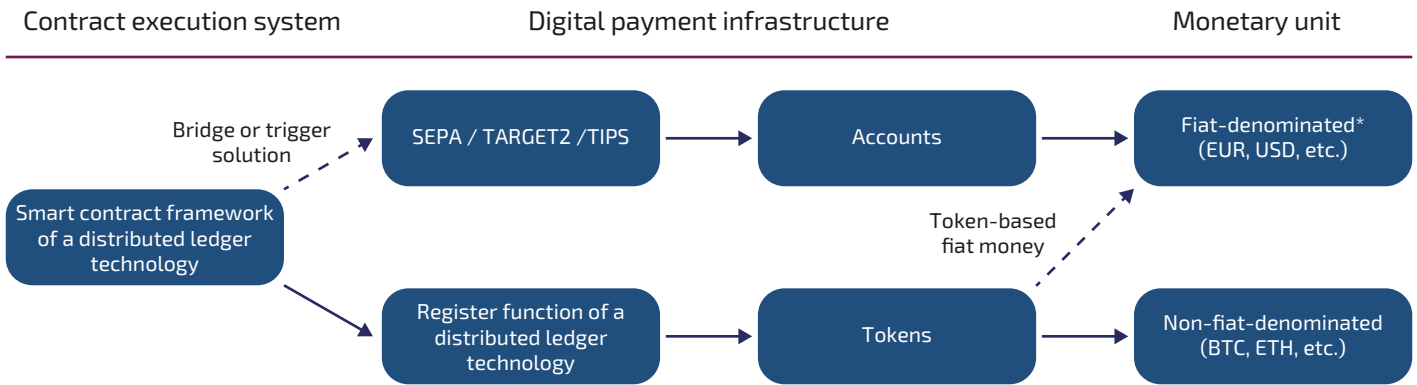 Contract execution system
Digital payment infrastructure
Monetary unit
Bridge or trigger
solution
SEPA / TARGET2 /TIPS
Accounts
Fiat-denominated*
(EUR, USD, etc.)
Smart contract framework
of a distributed ledger
technology
Token-based
fiat money
Register function of a
distributed ledger
technology
Tokens
Non-fiat-denominated
(BTC, ETH, etc.)